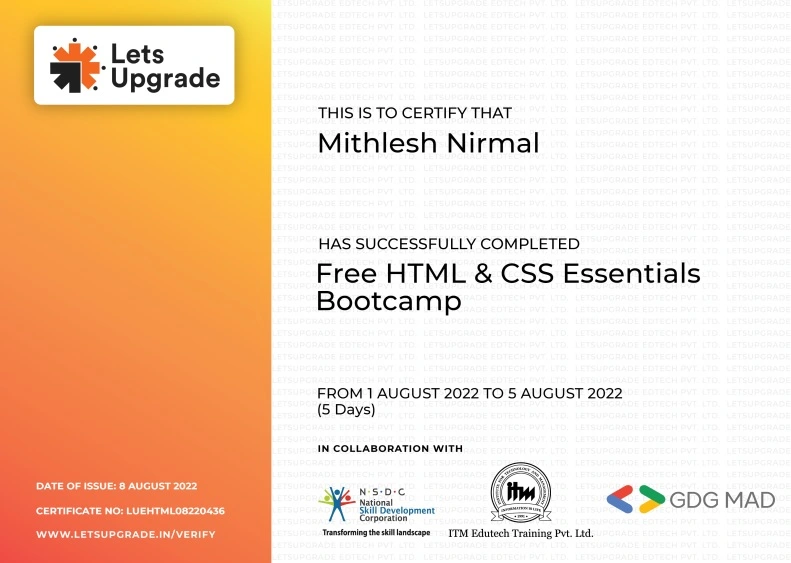 Lets
Upgrade
THIS IS TO CERTIFY THAT
Mithlesh Nirmal
HAS SUCCESSFULLY COMPLETED
Free HTML & CSS Essentials
Bootcamp
FROM 1 AUGUST 2022 TO 5 AUGUST 2022
(5 Days)
IN COLLABORATION WITH
DATE OF ISSUE: 8 AUGUST 2022
CERTIFICATE NO: LUEHTML08220436
WWW.LETSUPGRADE.IN/VERIFY
N·S·D·C
National
Skill Development
Corporation
Transforming the skill landscape
itm
ITM Edutech Training Pvt. Ltd.
GDG MAD